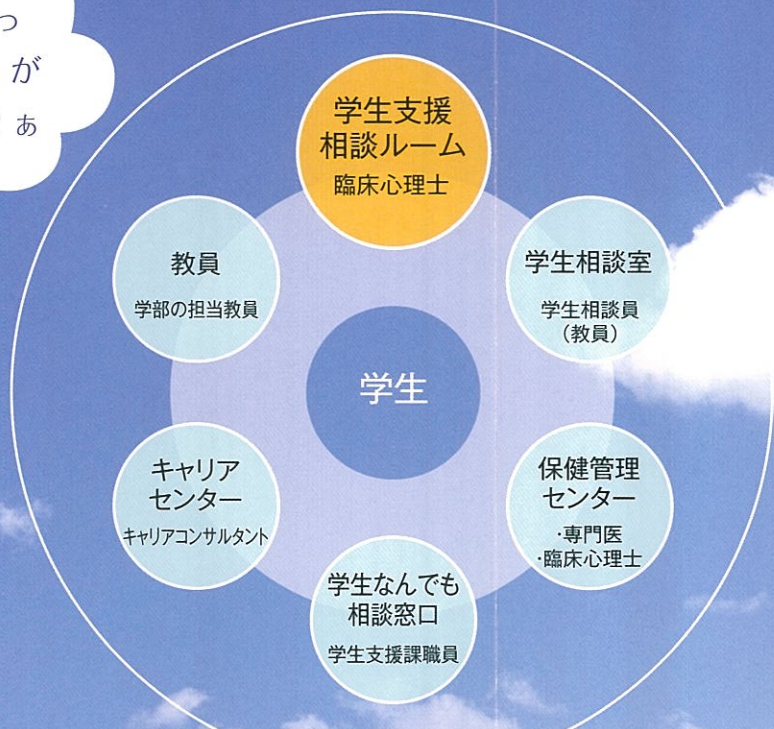 つ
が
あ
学生支援
相談ルーム
臨床心理士
教員
学部の担当教員
学生相談室
学生相談員
（教員）
学生
キャリア
センター
キャリアコンサルタント
保健管理
センター
・専門医
・臨床心理士
学生なんでも
相談窓口
学生支援課職員